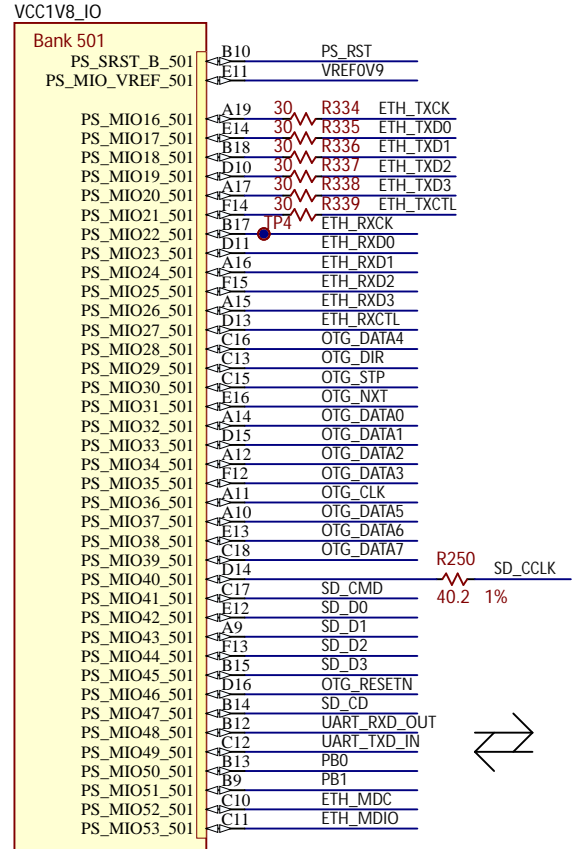 VCC1V8_IO
Bank 501
PS_SRST_B_501 B10 PS_RST
PS_MIO_VREF_501 E11 VREF0V9
PS_MIO16_501 A19 30 R334 ETH_TXCK
PS_MIO17_501 E14 30 R335 ETH_TXD0
PS_MIO18_501 B18 30 R336 ETH_TXD1
PS_MIO19_501 D10 30 R337 ETH_TXD2
PS_MIO20_501 A17 30 R338 ETH_TXD3
PS_MIO21_501 F14 30 R339 ETH_TXCTL
PS_MIO22_501 B17 TP4 ETH_RXCK
PS_MIO23_501 D11 ETH_RXD0
PS_MIO24_501 A16 ETH_RXD1
PS_MIO25_501 F15 ETH_RXD2
PS_MIO26_501 A15 ETH_RXD3
PS_MIO27_501 D13 ETH_RXCTL
PS_MIO28_501 C16 OTG_DATA4
PS_MIO29_501 C13 OTG_DIR
PS_MIO30_501 C15 OTG_STP
PS_MIO31_501 E16 OTG_NXT
PS_MIO32_501 A14 OTG_DATA0
PS_MIO33_501 D15 OTG_DATA1
PS_MIO34_501 A12 OTG_DATA2
PS_MIO35_501 F12 OTG_DATA3
PS_MIO36_501 A11 OTG_CLK
PS_MIO37_501 A10 OTG_DATA5
PS_MIO38_501 E13 OTG_DATA6
PS_MIO39_501 C18 OTG_DATA7
PS_MIO40_501 D14 R250 40.2 1% SD_CCLK
PS_MIO41_501 C17 SD_CMD
PS_MIO42_501 E12 SD_D0
PS_MIO43_501 A9 SD_D1
PS_MIO44_501 F13 SD_D2
PS_MIO45_501 B15 SD_D3
PS_MIO46_501 D16 OTG_RESETN
PS_MIO47_501 B14 SD_CD
PS_MIO48_501 B12 UART_RXD_OUT
PS_MIO49_501 C12 UART_TXD_IN
PS_MIO50_501 B13 PB0
PS_MIO51_501 B9 PB1
PS_MIO52_501 C10 ETH_MDC
PS_MIO53_501 C11 ETH_MDIO